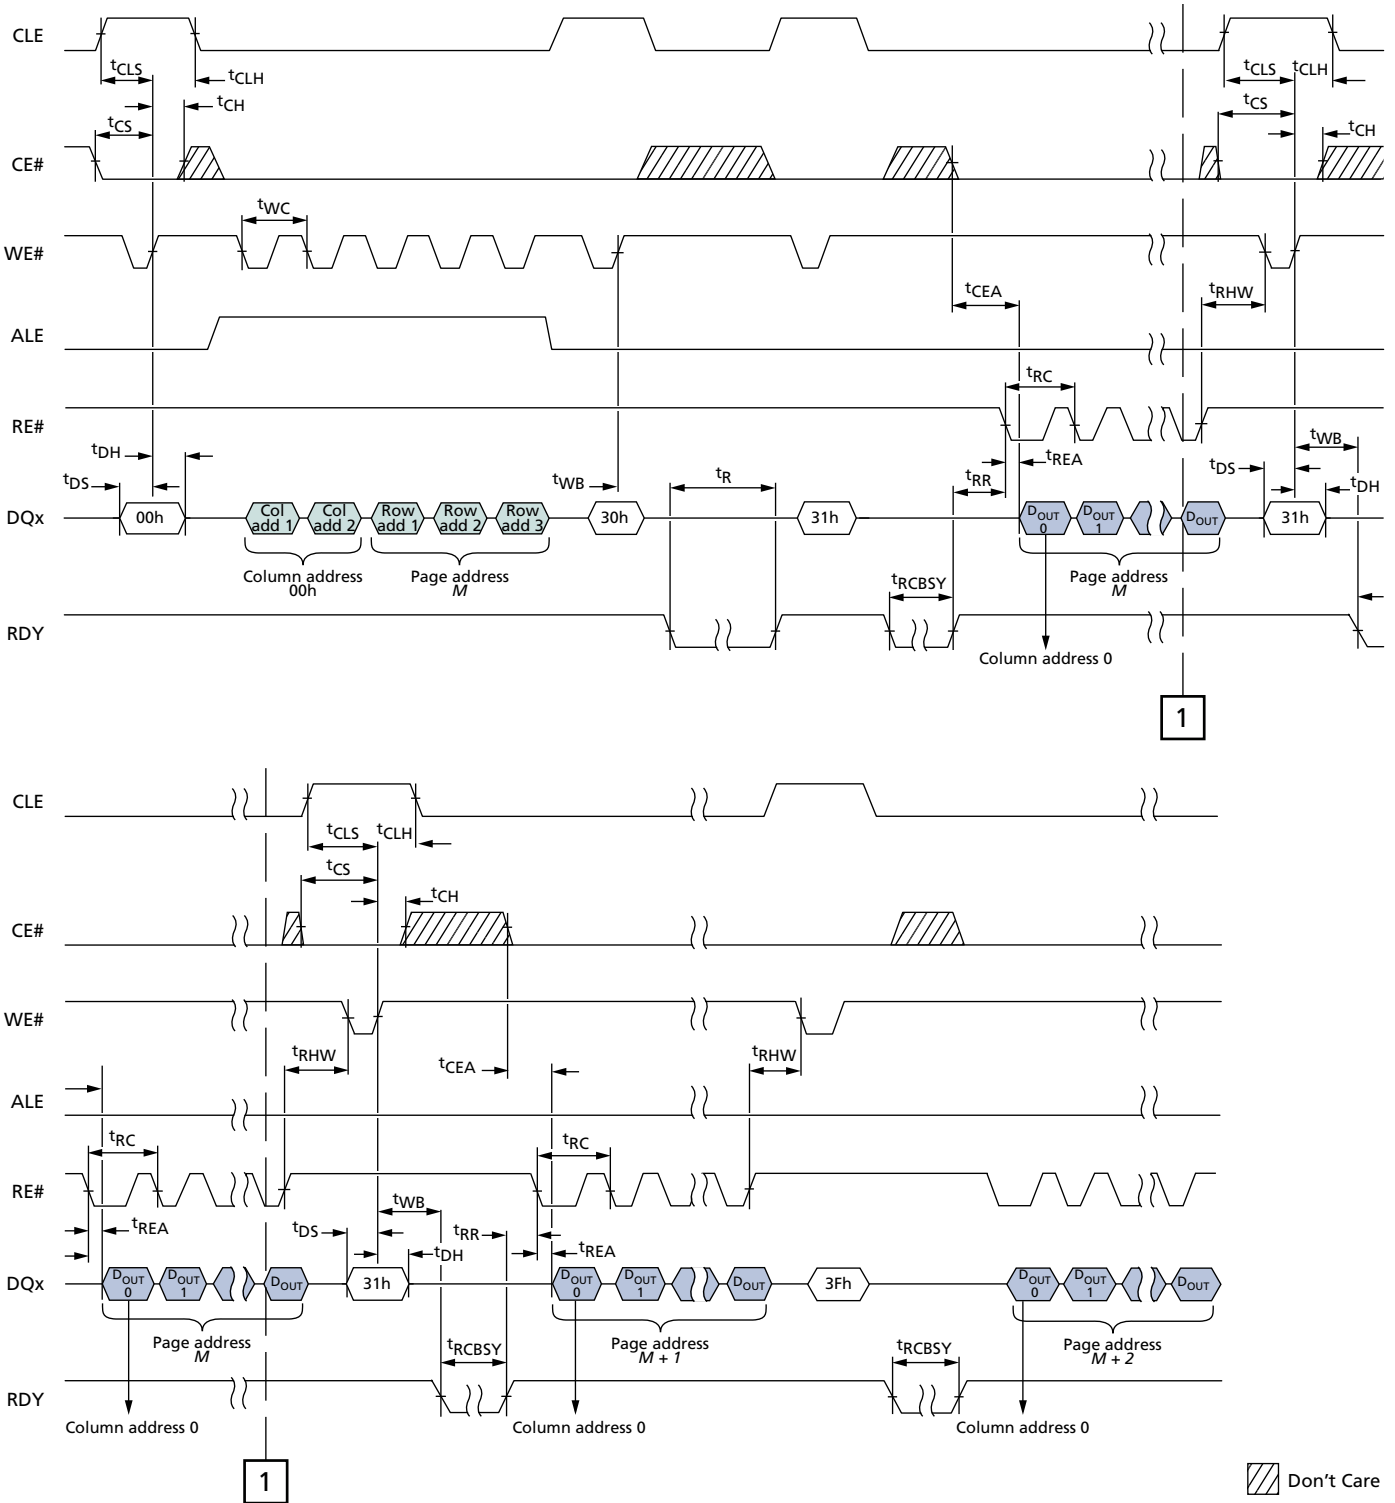 CLE
tCLS
tCLH
tCH
tCS
CE#
tWC
WE#
tCEA
tRHW
ALE
tRC
RE#
tDH
tDS
tWB
tR
tRR
tREA
tCLS tCLH
tCS
tCH
tWB
tDS
tDH
DQx
00h
Col add 1
Col add 2
Row add 1
Row add 2
Row add 3
30h
31h
DOUT 0
DOUT 1
DOUT
31h
Column address 00h
Page address M
tRCBSY
Page address M
RDY
Column address 0
1
CLE
tCLS tCLH
tCS
tCH
CE#
WE#
tRHW
tCEA
tRHW
ALE
tRC
tRC
RE#
tREA
tWB
tDS
tRR
tDH
tREA
DQx
DOUT 0
DOUT 1
DOUT
31h
DOUT 0
DOUT 1
DOUT
3Fh
DOUT 0
DOUT 1
DOUT
Page address M
tRCBSY
Page address M + 1
tRCBSY
Page address M + 2
RDY
Column address 0
Column address 0
Column address 0
1
Don't Care